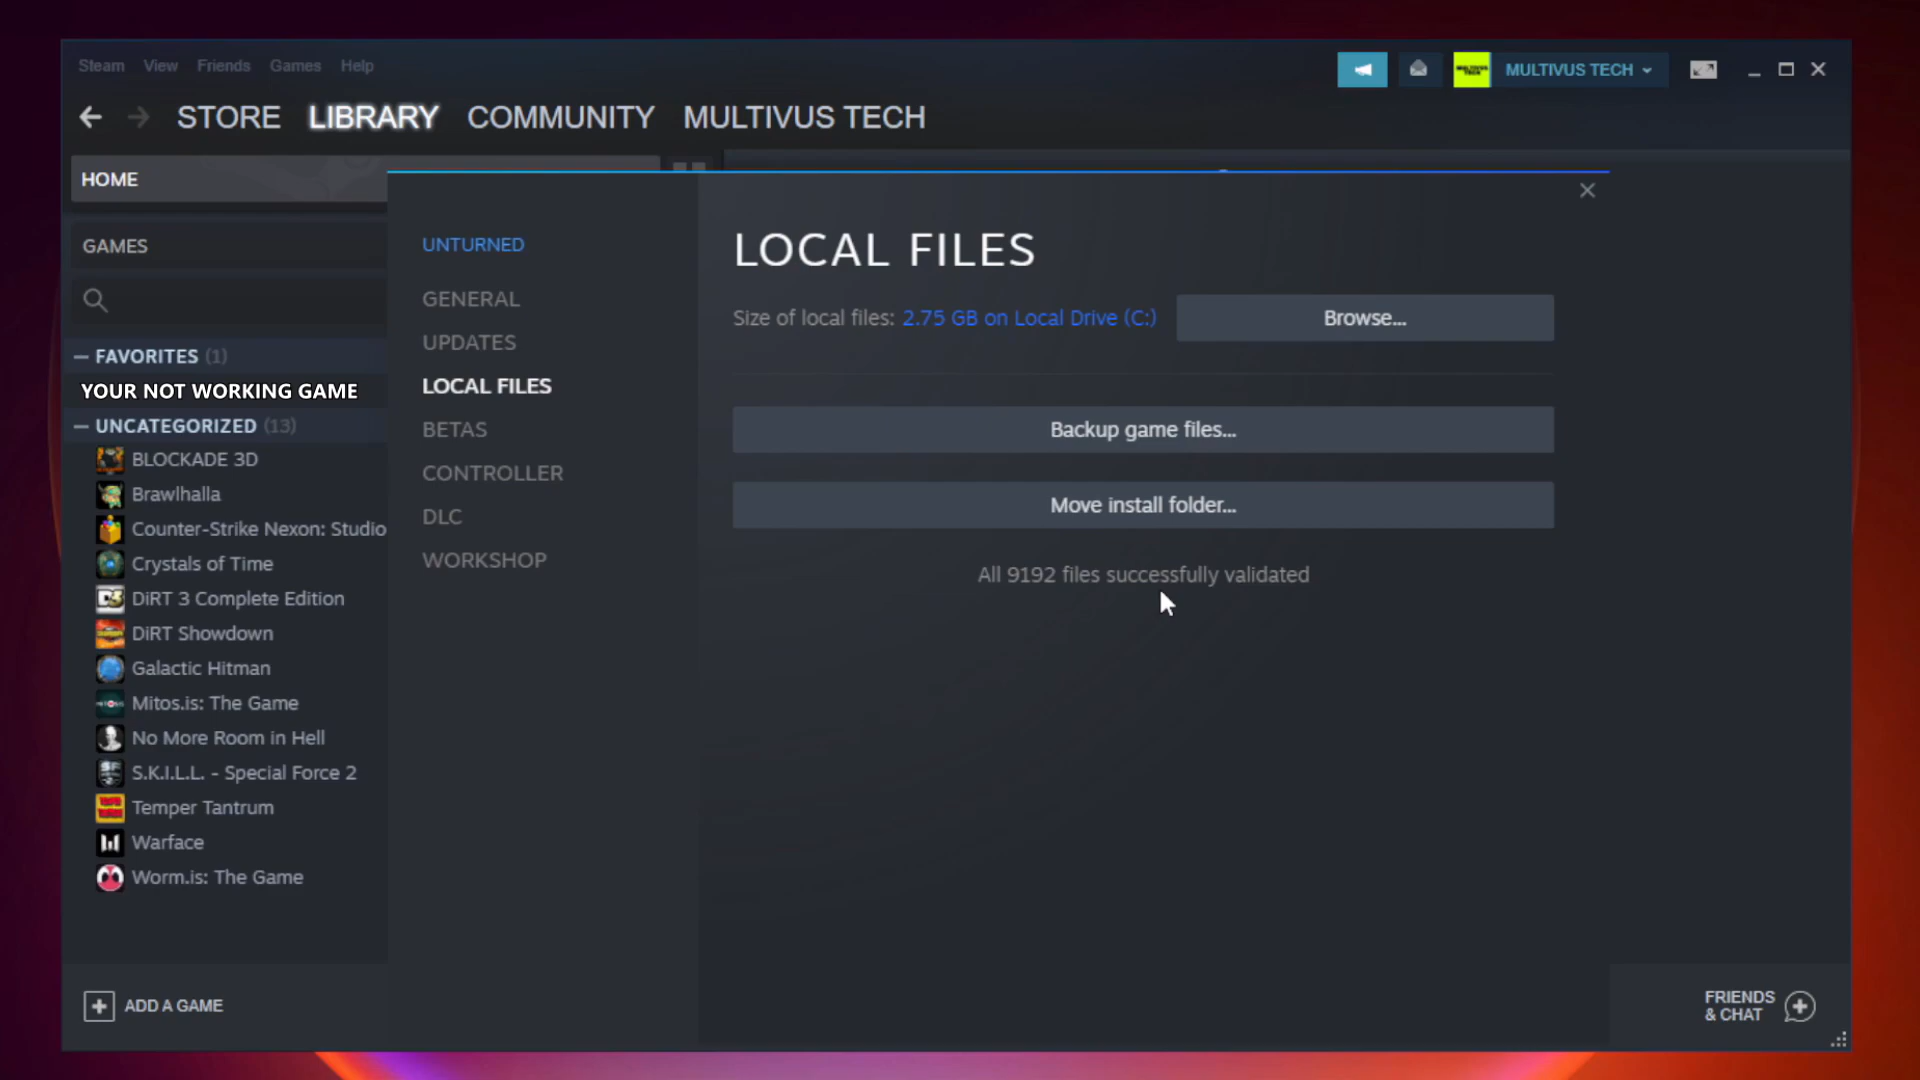 Steam View Friends Games Help
MULTIVUS TECH
STORE LIBRARY COMMUNITY MULTIVUS TECH
HOME
GAMES
— FAVORITES (1)
YOUR NOT WORKING GAME
— UNCATEGORIZED (13)
BLOCKADE 3D
Brawlhalla
Counter-Strike Nexon: Studio
Crystals of Time
DiRT 3 Complete Edition
DiRT Showdown
Galactic Hitman
Mitos.is: The Game
No More Room in Hell
S.K.I.L.L. - Special Force 2
Temper Tantrum
Warface
Worm.is: The Game
ADD A GAME
UNTURNED
GENERAL
UPDATES
LOCAL FILES
BETAS
CONTROLLER
DLC
WORKSHOP
LOCAL FILES
Size of local files: 2.75 GB on Local Drive (C:)
Browse...
Backup game files...
Move install folder...
All 9192 files successfully validated
FRIENDS
& CHAT